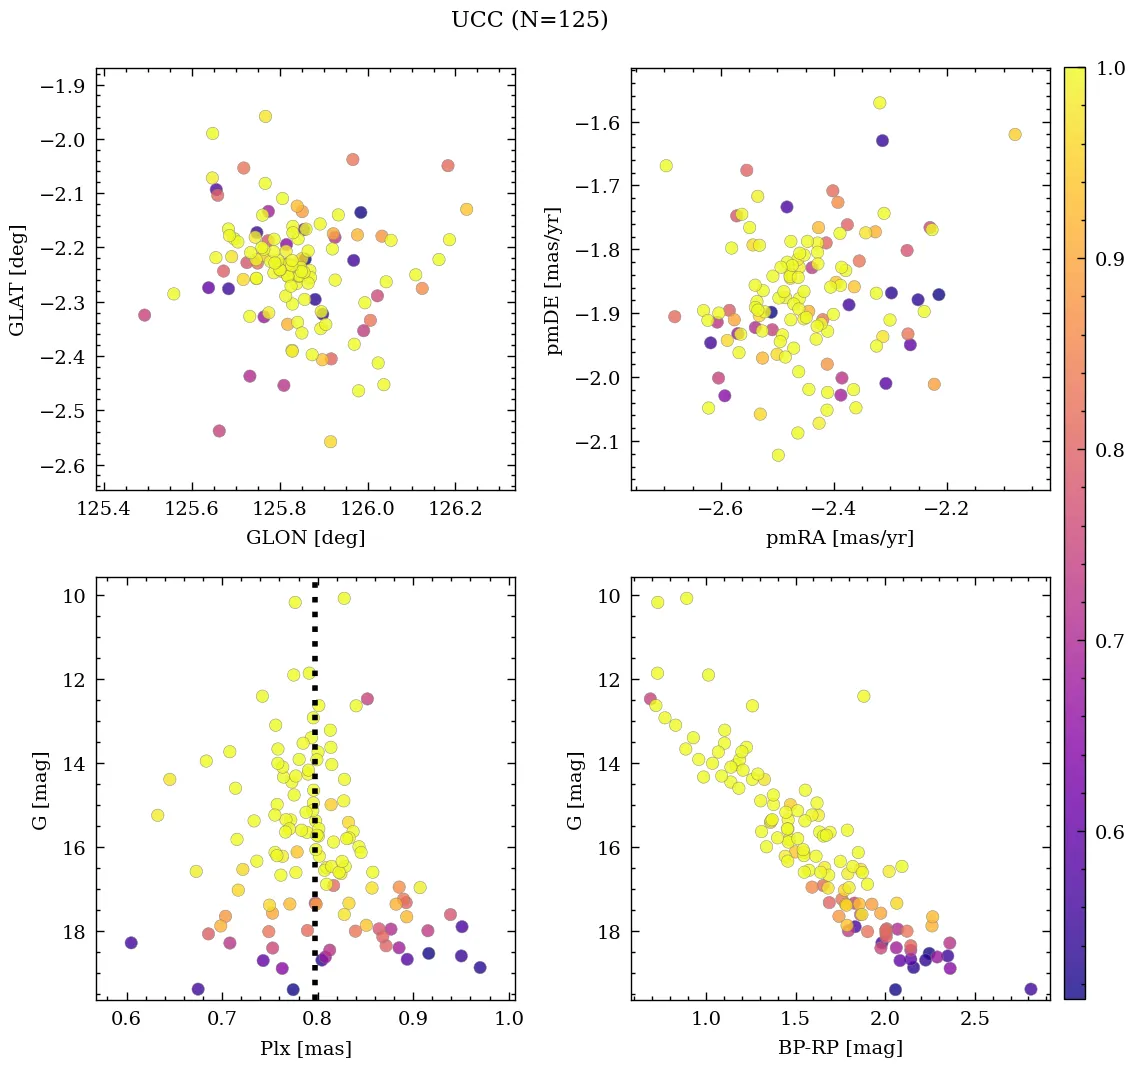 UCC (N=125)
−1.9
−2.0
−2.1
−2.2
−2.3
−2.4
−2.5
−2.6
GLAT [deg]
125.4 125.6 125.8 126.0 126.2
GLON [deg]
−1.6
−1.7
−1.8
−1.9
−2.0
−2.1
pmDE [mas/yr]
−2.6 −2.4 −2.2
pmRA [mas/yr]
1.0
0.9
0.8
0.7
0.6
10
12
14
16
18
G [mag]
0.6 0.7 0.8 0.9 1.0
Plx [mas]
10
12
14
16
18
G [mag]
1.0 1.5 2.0 2.5
BP-RP [mag]